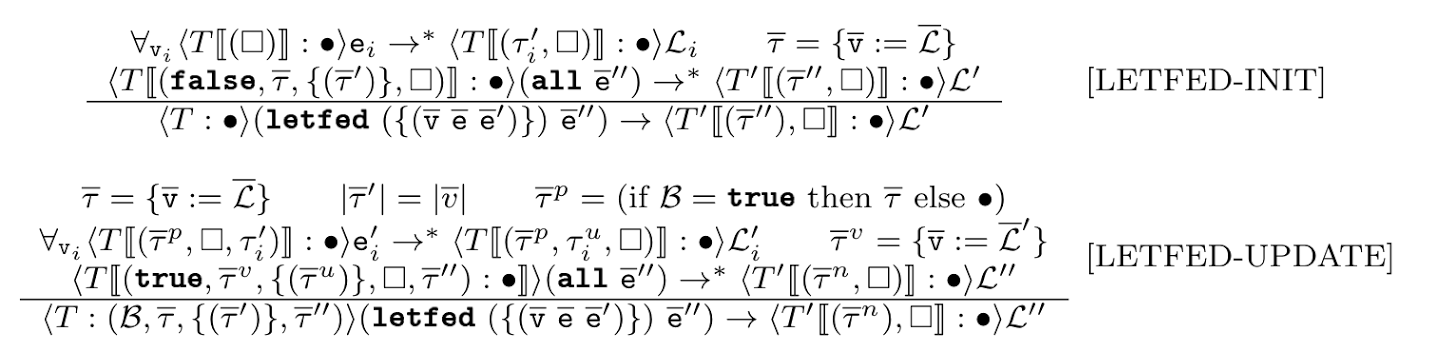 ∀_{v_i} ⟨T⟦(□)⟧ : •⟩e_i →* ⟨T⟦(τ′_i, □)⟧ : •⟩ℒ_i   τ̅ = {v̅ := ℒ̅}
⟨T⟦(false, τ̅, {(τ̅′)}, □)⟧ : •⟩(all e̅″) →* ⟨T′⟦(τ̅″, □)⟧ : •⟩ℒ′   [LETFED-INIT]
⟨T : •⟩(letfed ({(v̅ e̅ e̅′)}) e̅″) → ⟨T′⟦(τ̅″), □⟧ : •⟩ℒ′
τ̅ = {v̅ := ℒ̅}   |τ̅′| = |v̅|   τ̅^p = (if ℬ = true then τ̅ else •)
∀_{v_i} ⟨T⟦(τ̅^p, □, τ′_i)⟧ : •⟩e′_i →* ⟨T⟦(τ̅^p, τ^u_i, □)⟧ : •⟩ℒ′_i   τ̅^v = {v̅ := ℒ̅′}   [LETFED-UPDATE]
⟨T⟦(true, τ̅^v, {(τ̅^u)}, □, τ̅″) : •⟧⟩(all e̅″) →* ⟨T′⟦(τ̅^n, □)⟧ : •⟩ℒ″
⟨T : (ℬ, τ̅, {(τ̅′)}, τ̅″)⟩(letfed ({(v̅ e̅ e̅′)}) e̅″) → ⟨T′⟦(τ̅^n), □⟧ : •⟩ℒ″